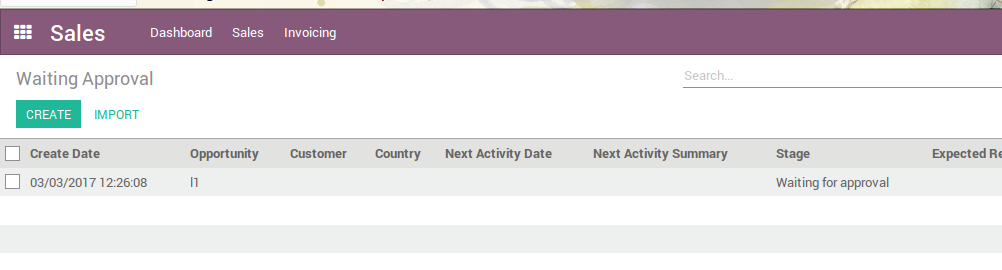 Sales Dashboard Sales Invoicing
Waiting Approval
Search...
CREATE IMPORT
Create Date Opportunity Customer Country Next Activity Date Next Activity Summary Stage Expected Re
03/03/2017 12:26:08 l1 Waiting for approval